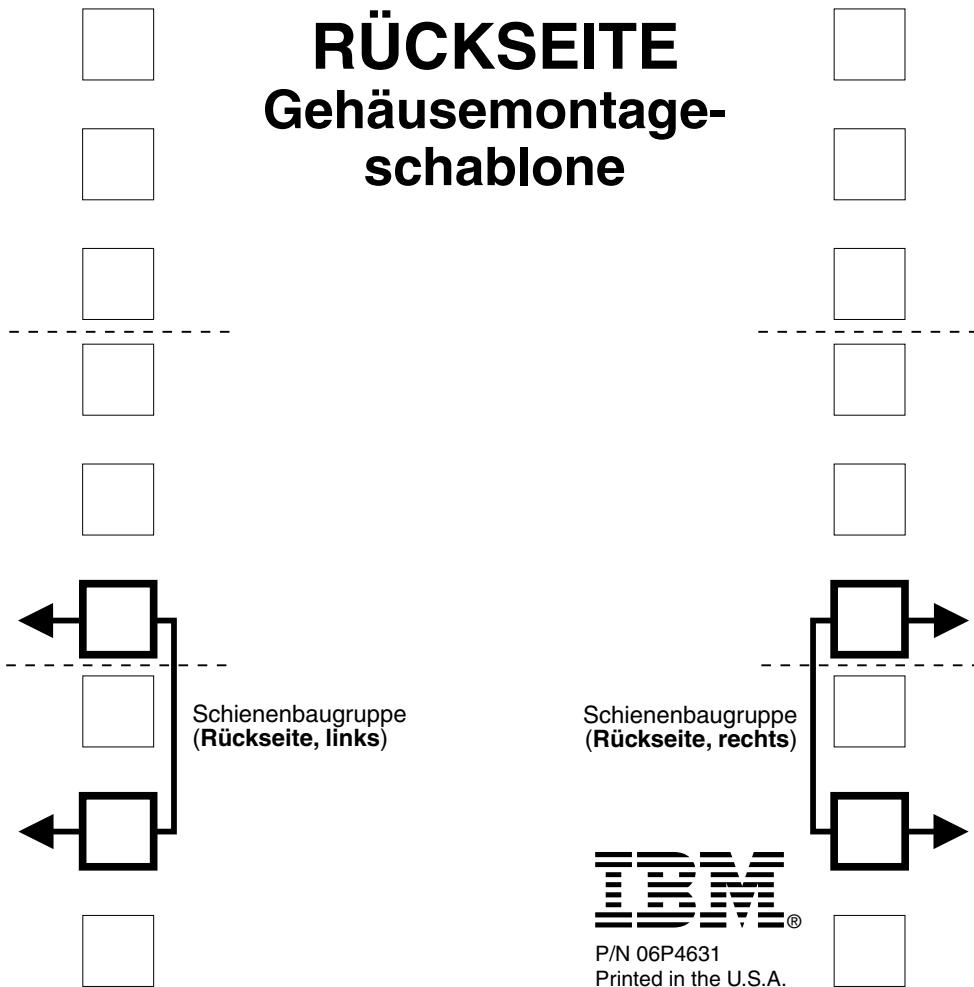 RÜCKSEITE
Gehäusemontage-
schablone
Schienenbaugruppe
(Rückseite, links)
Schienenbaugruppe
(Rückseite, rechts)
IBM®
P/N 06P4631
Printed in the U.S.A.